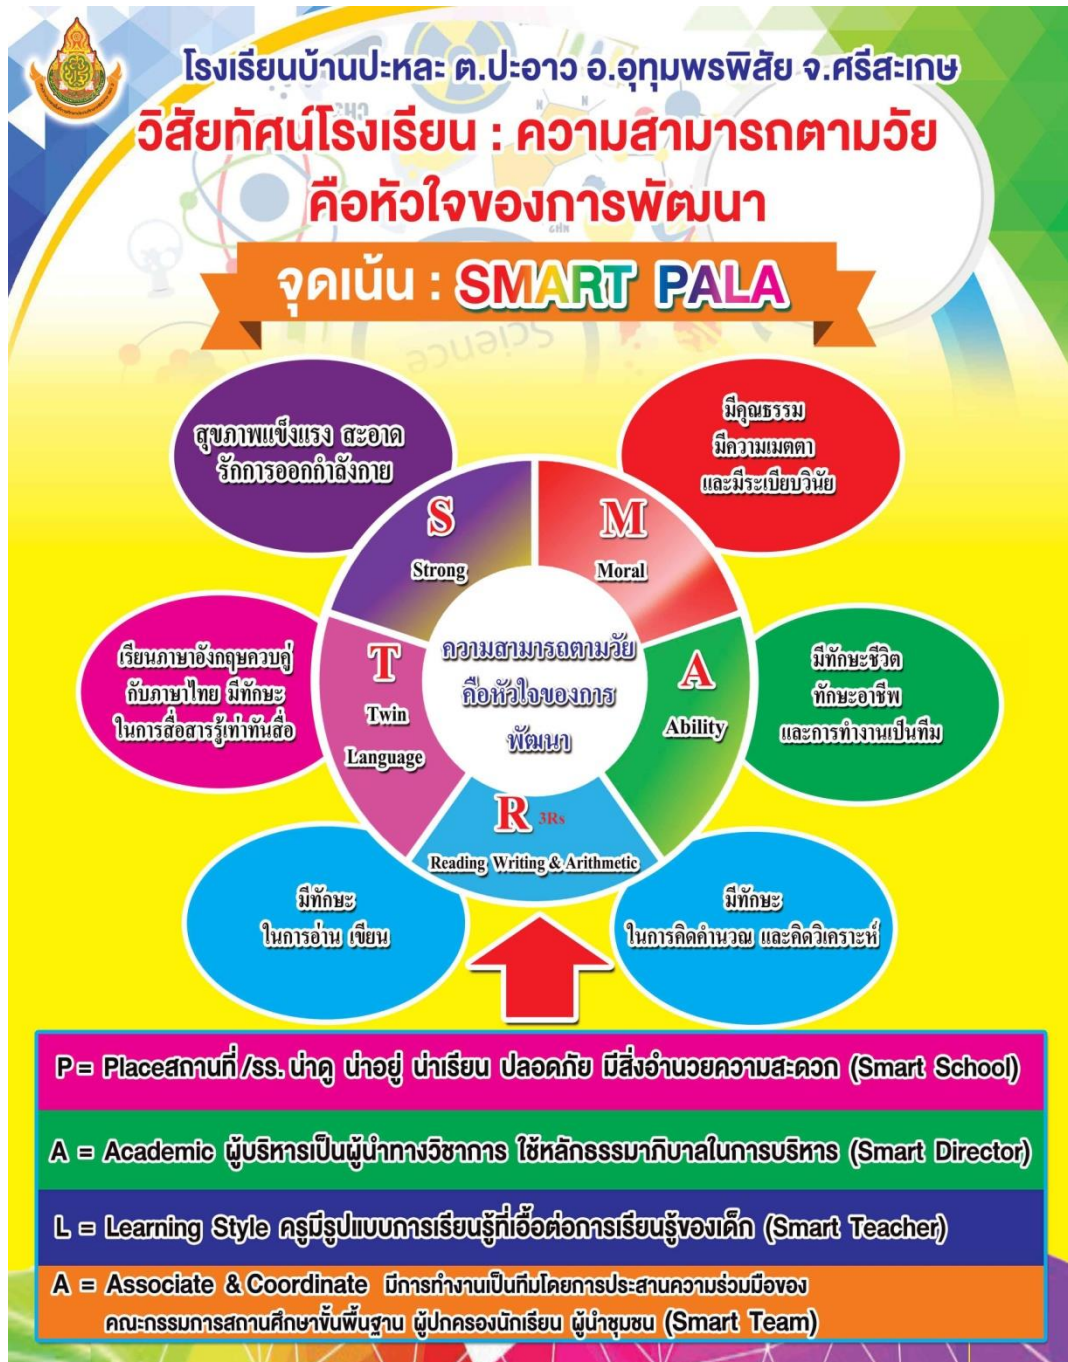 โรงเรียนบ้านปะหละ ต.ปะอาว อ.อุทุมพรพิสัย จ.ศรีสะเกษ
วิสัยทัศน์โรงเรียน : ความสามารถตามวัย
คือหัวใจของการพัฒนา
จุดเน้น : SMART PALA
Science
สุขภาพแข็งแรง สะอาด
รักการออกกำลังกาย
มีคุณธรรม
มีความเมตตา
และมีระเบียบวินัย
S
Strong
M
Moral
เรียนภาษาอังกฤษควบคู่
กับภาษาไทย มีทักษะ
ในการสื่อสารรู้เท่าทันสื่อ
T
Twin
Language
ความสามารถตามวัย
คือหัวใจของการ
พัฒนา
A
Ability
มีทักษะชีวิต
ทักษะอาชีพ
และการทำงานเป็นทีม
R 3Rs
Reading Writing & Arithmetic
มีทักษะ
ในการอ่าน เขียน
มีทักษะ
ในการคิดคำนวณ และคิดวิเคราะห์
P = Placeสถานที่ /รร. น่าดู น่าอยู่ น่าเรียน ปลอดภัย มีสิ่งอำนวยความสะดวก (Smart School)
A = Academic ผู้บริหารเป็นผู้นำทางวิชาการ ใช้หลักธรรมาภิบาลในการบริหาร (Smart Director)
L = Learning Style ครูมีรูปแบบการเรียนรู้ที่เอื้อต่อการเรียนรู้ของเด็ก (Smart Teacher)
A = Associate & Coordinate มีการทำงานเป็นทีมโดยการประสานความร่วมมือของ
คณะกรรมการสถานศึกษาขั้นพื้นฐาน ผู้ปกครองนักเรียน ผู้นำชุมชน (Smart Team)